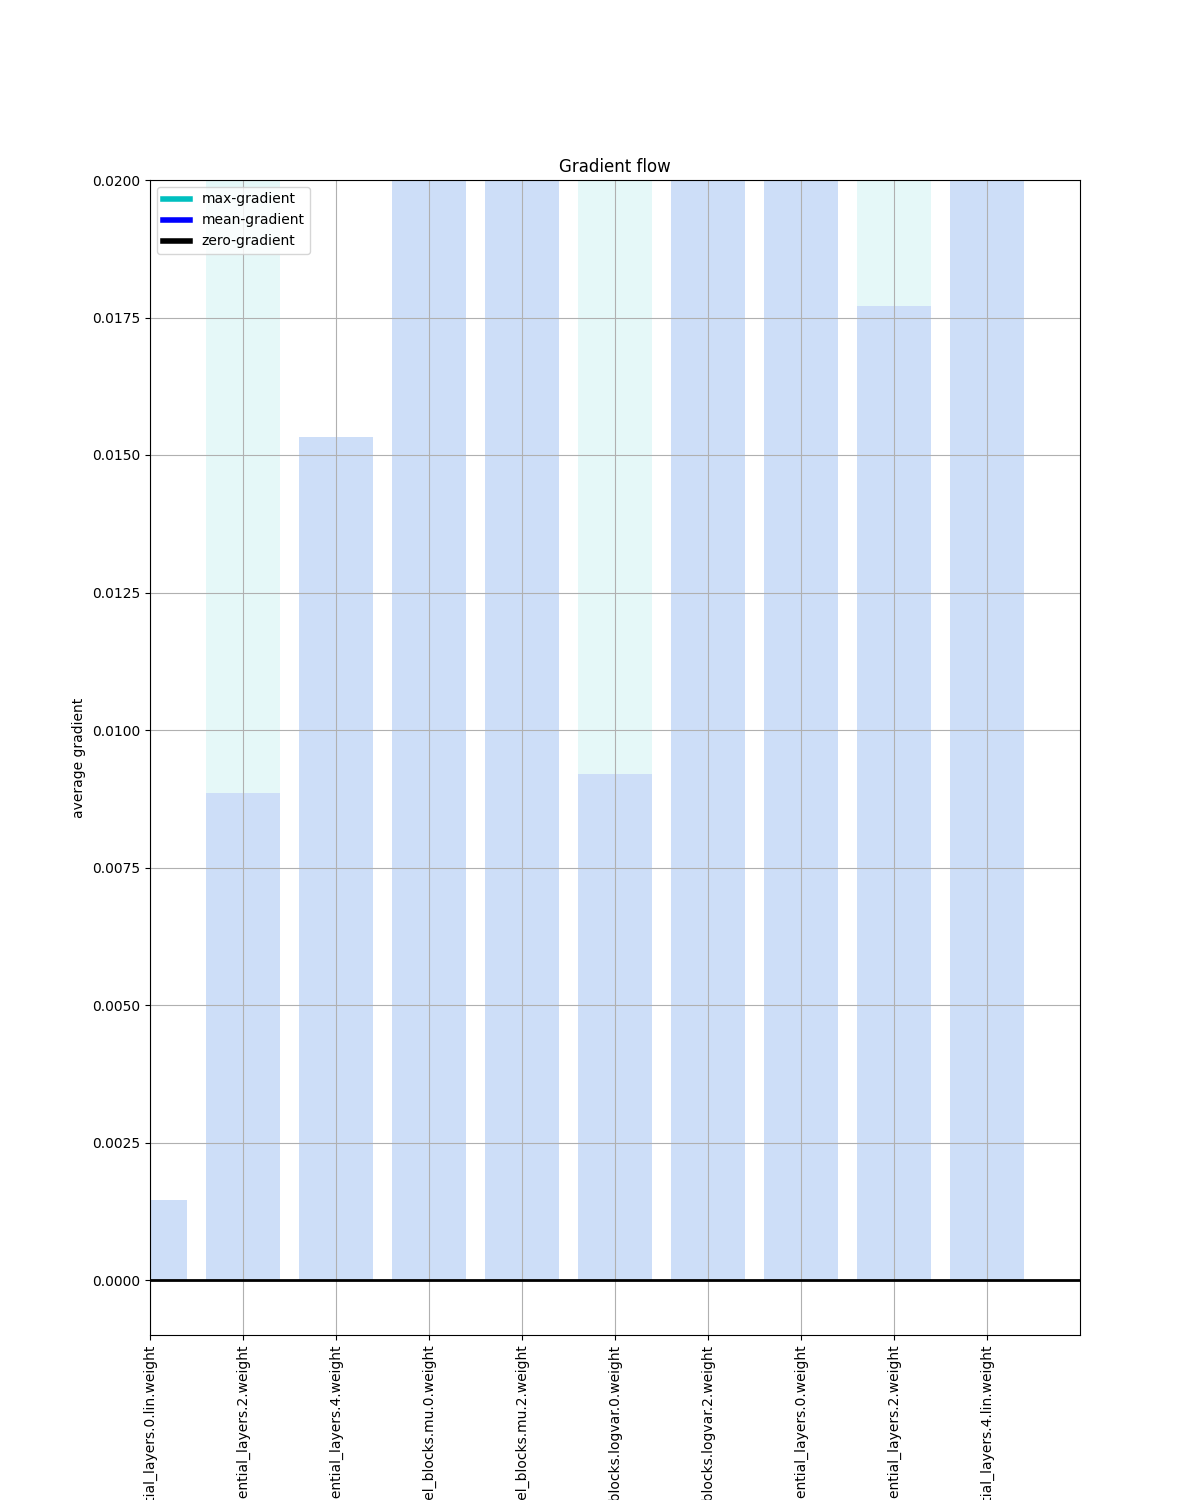 Gradient flow
max-gradient
mean-gradient
zero-gradient
0.0200
0.0175
0.0150
0.0125
0.0100
0.0075
0.0050
0.0025
0.0000
average gradient
tial_layers.0.lin.weight
ential_layers.2.weight
ential_layers.4.weight
el_blocks.mu.0.weight
el_blocks.mu.2.weight
blocks.logvar.0.weight
blocks.logvar.2.weight
ential_layers.0.weight
ential_layers.2.weight
tial_layers.4.lin.weight